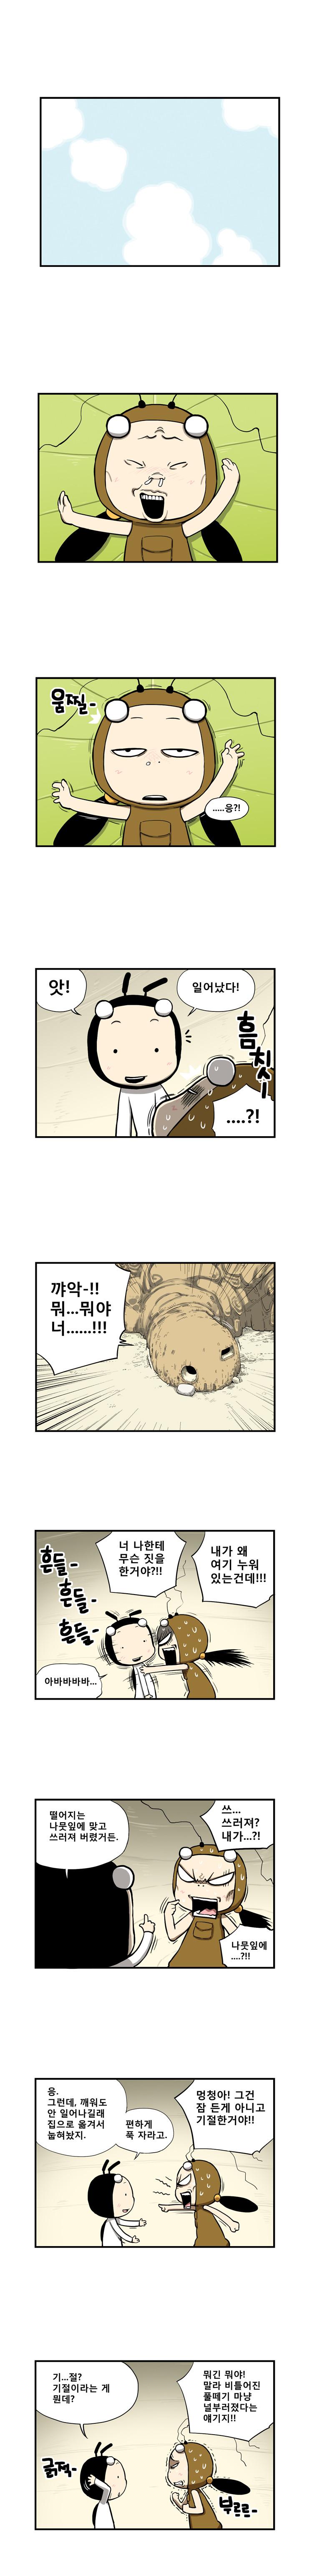 움찔-
.....응?!
앗!
일어났다!
흠칫-
....?!
꺄악-!!
뭐...뭐야
너......!!!
흔들-
흔들-
흔들-
너 나한테
무슨 짓을
한거야?!!
내가 왜
여기 누워
있는건데!!!
아바바바바...
떨어지는
나뭇잎에 맞고
쓰러져 버렸거든.
쓰...
쓰러져?
내가...?!
나뭇잎에
....?!!
응.
그런데, 깨워도
안 일어나길래
집으로 옮겨서
눕혀놨지.
편하게
푹 자라고.
멍청아! 그건
잠 든게 아니고
기절한거야!!
기...절?
기절이라는 게
뭔데?
뭐긴 뭐야!
말라 비틀어진
풀떼기 마냥
널부러졌다는
얘기지!!
긁적-
부르르-